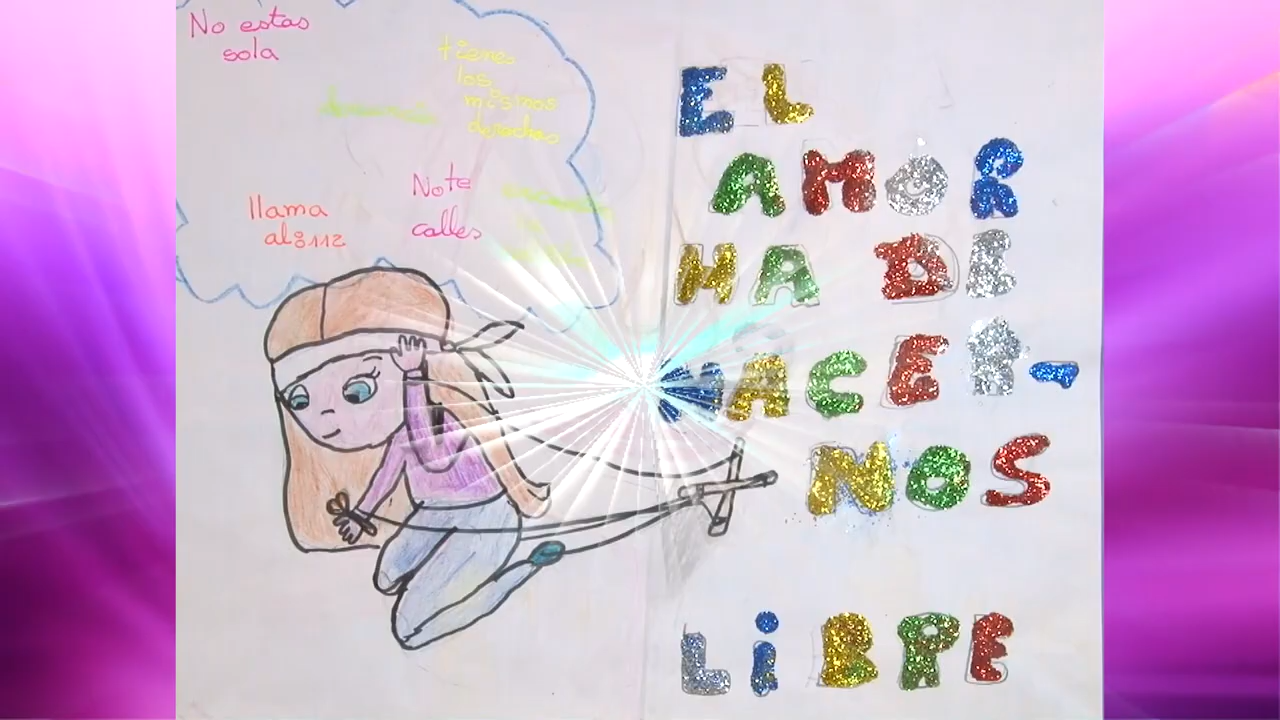 No estas
sola
tienes
los
mismos
derechos
denuncia
No te
calles
llama
al 112
EL
AMOR
HA DE
HACER-
NOS
LIBRE